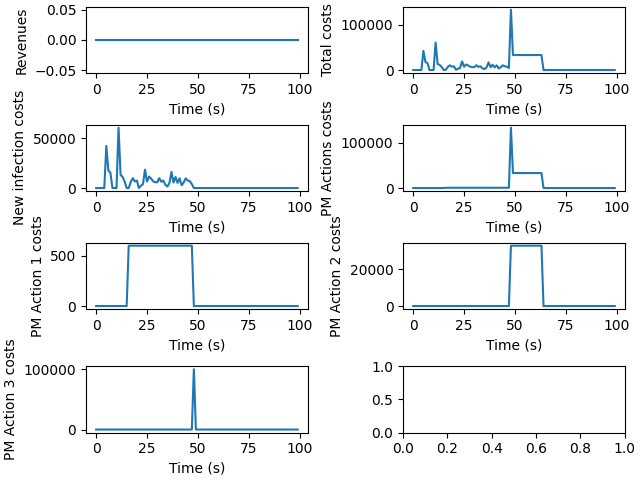 Revenues
0.05
0.00
−0.05
0 25 50 75 100
Time (s)
Total costs
100000
0
0 25 50 75 100
Time (s)
New infection costs
50000
0
0 25 50 75 100
Time (s)
PM Actions costs
100000
0
0 25 50 75 100
Time (s)
PM Action 1 costs
500
0
0 25 50 75 100
Time (s)
PM Action 2 costs
20000
0
0 25 50 75 100
Time (s)
PM Action 3 costs
100000
0
0 25 50 75 100
Time (s)
1.0
0.5
0.0
0.0 0.2 0.4 0.6 0.8 1.0